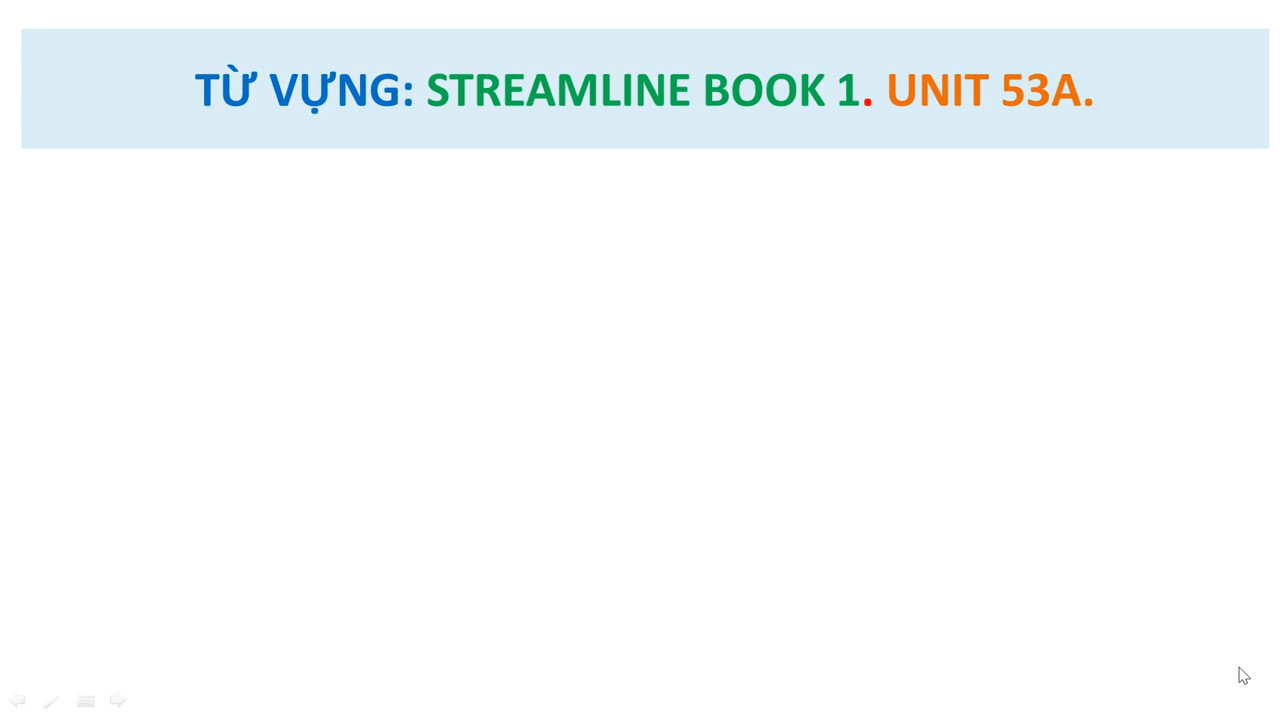 TỪ VỰNG: STREAMLINE BOOK 1. UNIT 53A.